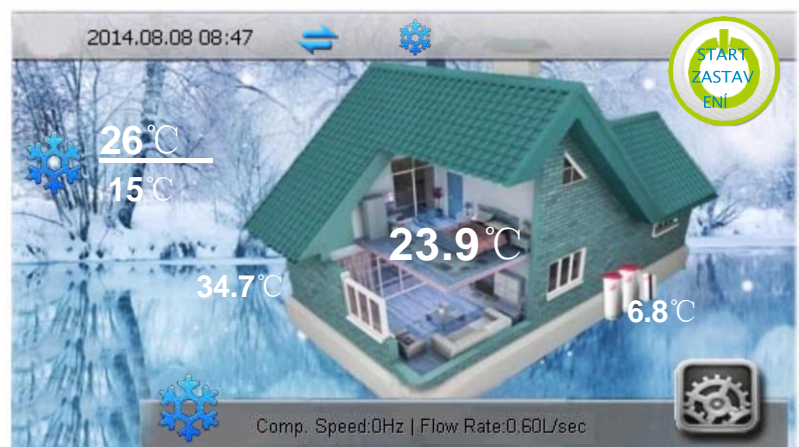 2014.08.08 08:47
START
ZASTAV
ENÍ
26℃
15℃
23.9℃
34.7℃
6.8℃
Comp. Speed:0Hz | Flow Rate:0.60L/sec